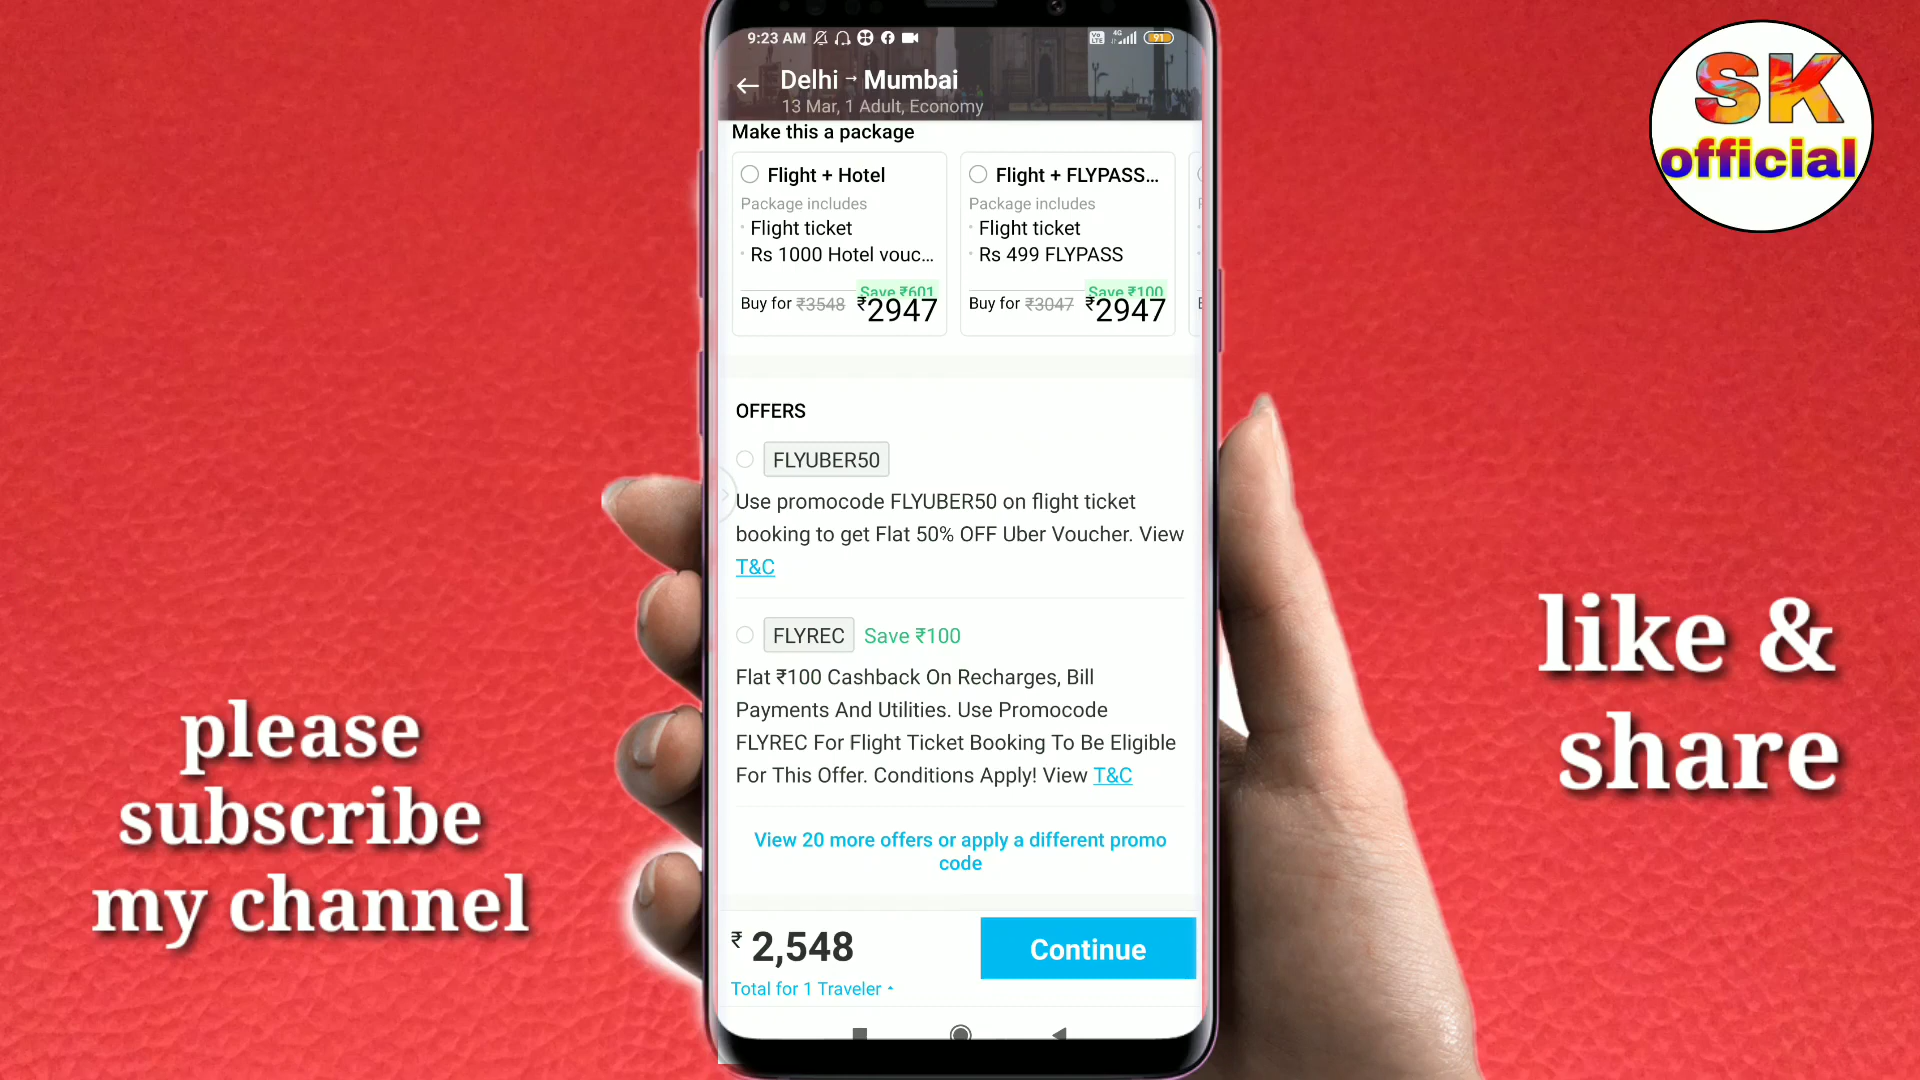 9:23 AM
4G
91
Delhi → Mumbai
13 Mar, 1 Adult, Economy
Make this a package
Flight + Hotel
Package includes
Flight ticket
Rs 1000 Hotel vouc...
Save ₹601
Buy for ₹3548 ₹2947
Flight + FLYPASS...
Package includes
Flight ticket
Rs 499 FLYPASS
Save ₹100
Buy for ₹3047 ₹2947
OFFERS
FLYUBER50
Use promocode FLYUBER50 on flight ticket
booking to get Flat 50% OFF Uber Voucher. View
T&C
FLYREC Save ₹100
Flat ₹100 Cashback On Recharges, Bill
Payments And Utilities. Use Promocode
FLYREC For Flight Ticket Booking To Be Eligible
For This Offer. Conditions Apply! View T&C
View 20 more offers or apply a different promo
code
₹ 2,548
Total for 1 Traveler
Continue
SK
official
please
subscribe
my channel
like &
share